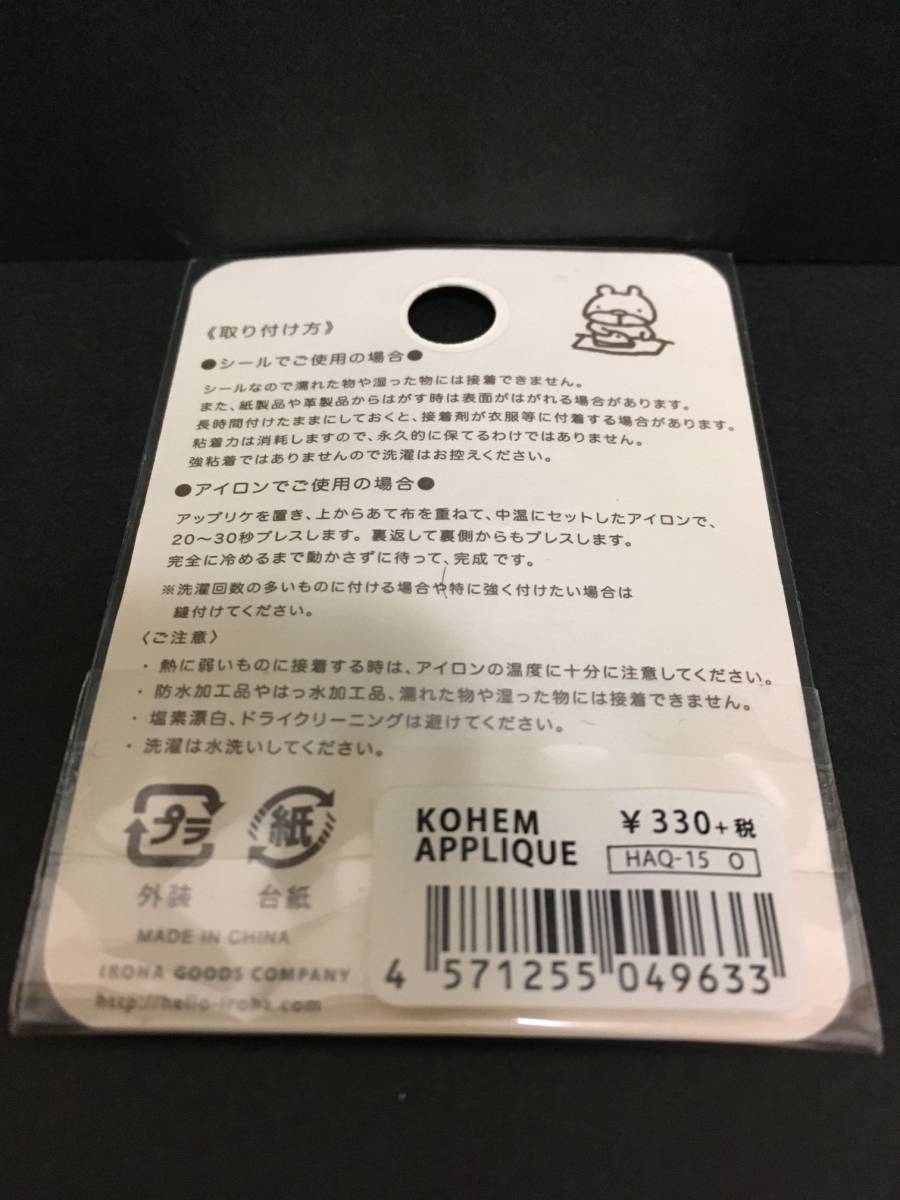 《取り付け方》
●シールでご使用の場合●
シールなので濡れた物や湿った物には接着できません。
また、紙製品や革製品からはがす時は表面がはがれる場合があります。
長時間付けたままにしておくと、接着剤が衣服等に付着する場合があります。
粘着力は消耗しますので、永久的に保てるわけではありません。
強粘着ではありませんので洗濯はお控えください。
●アイロンでご使用の場合●
アップリケを置き、上からあて布を重ねて、中温にセットしたアイロンで、
20〜30秒プレスします。裏返して裏側からもプレスします。
完全に冷めるまで動かさずに待って、完成です。
※洗濯回数の多いものに付ける場合や特に強く付けたい場合は
縫付けてください。
〈ご注意〉
・熱に弱いものに接着する時は、アイロンの温度に十分に注意してください。
・防水加工品やはっ水加工品、濡れた物や湿った物には接着できません。
・塩素漂白、ドライクリーニングは避けてください。
・洗濯は水洗いしてください。
プラ 紙
外装 台紙
MADE IN CHINA
IROHA GOODS COMPANY
http://hello-iroha.com
KOHEM
APPLIQUE
¥330+税
HAQ-15 O
4 571255 049633